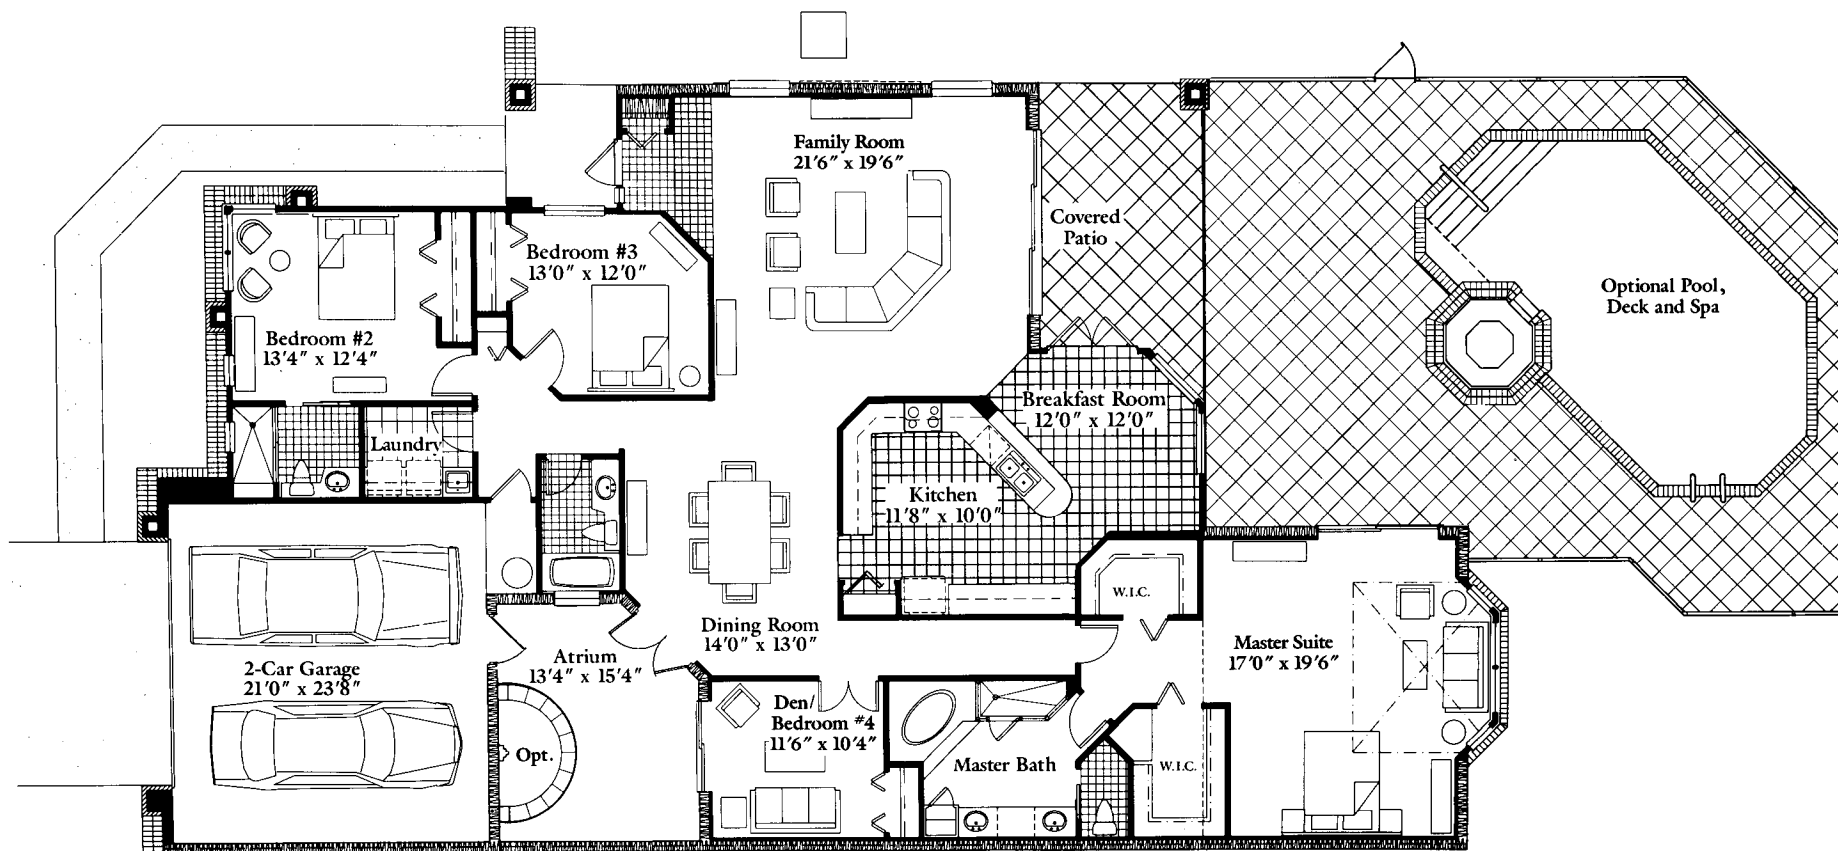 Family Room
21'6" x 19'6"
Covered
Patio
Optional Pool,
Deck and Spa
Bedroom #3
13'0" x 12'0"
Bedroom #2
13'4" x 12'4"
Breakfast Room
12'0" x 12'0"
Laundry
Kitchen
11'8" x 10'0"
W.I.C.
Dining Room
14'0" x 13'0"
Master Suite
17'0" x 19'6"
Atrium
13'4" x 15'4"
2-Car Garage
21'0" x 23'8"
Den/
Bedroom #4
11'6" x 10'4"
Opt.
Master Bath
W.I.C.